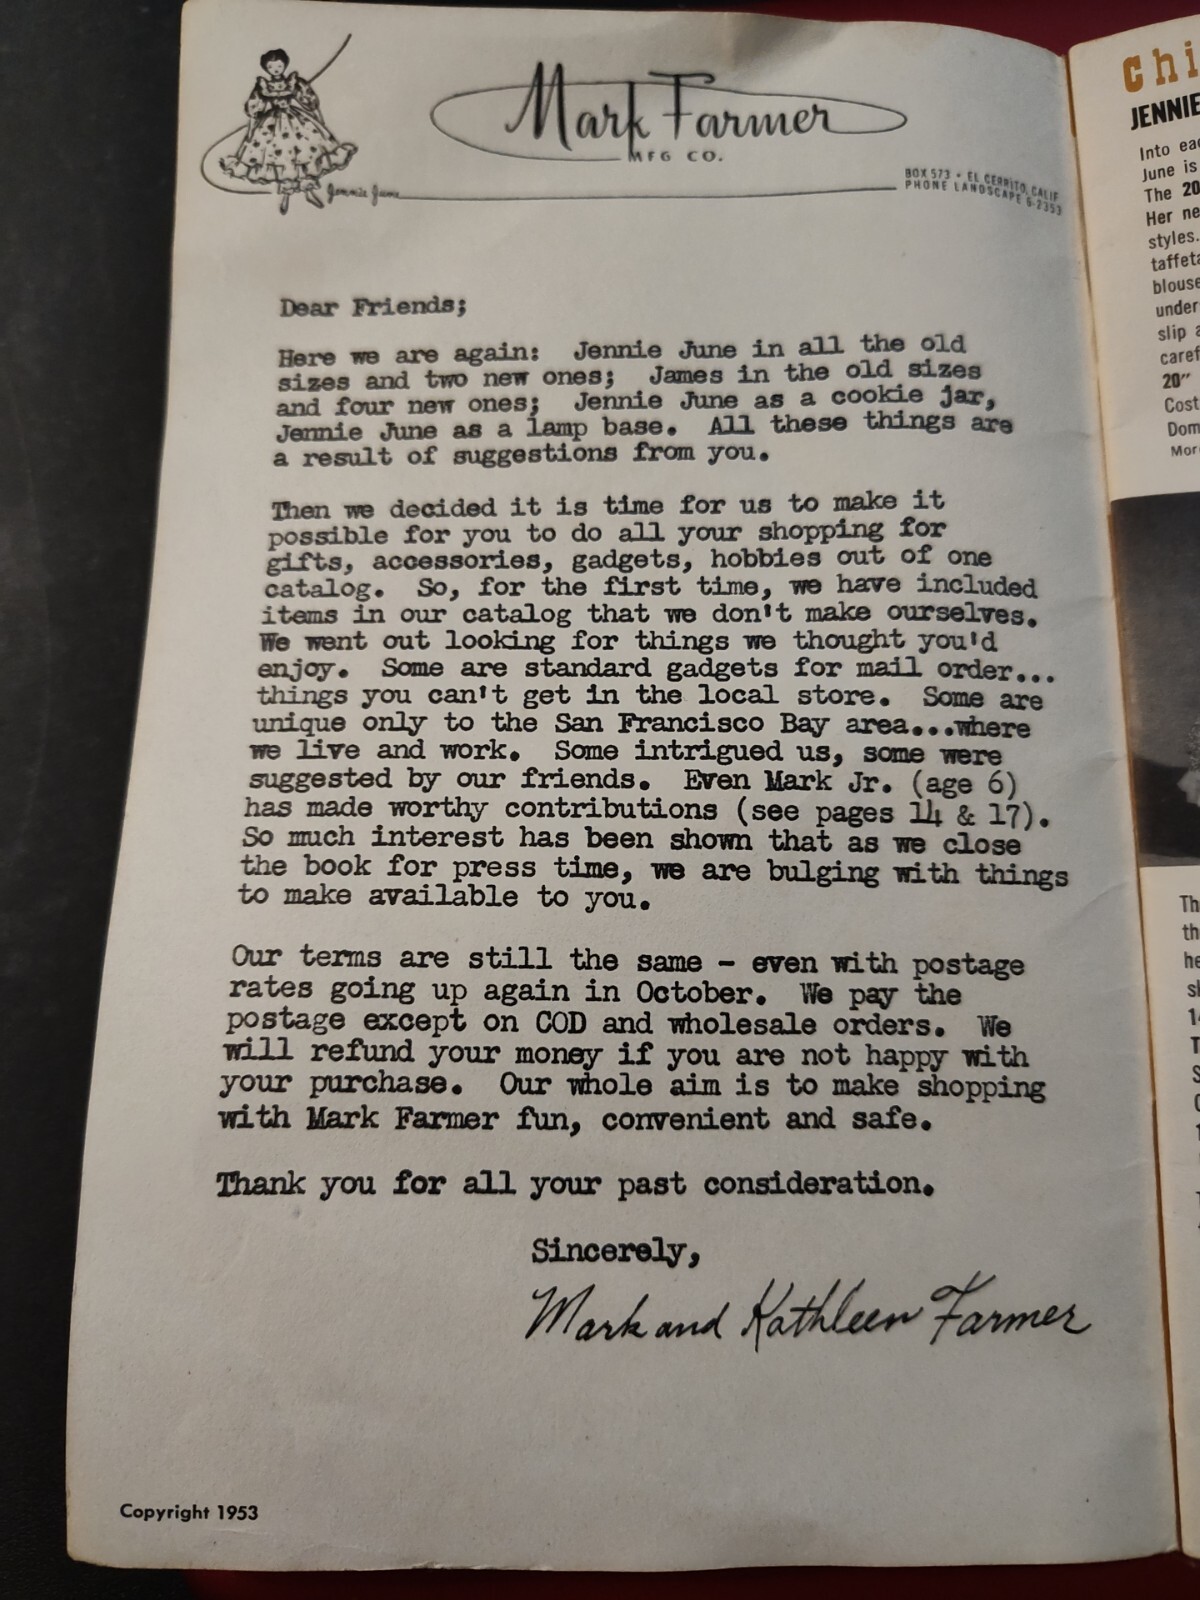 Mark Farmer
MFG CO.
Jennie June
BOX 573 • EL CERRITO, CALIF
PHONE LANDSCAPE 6-2353
Dear Friends;
Here we are again: Jennie June in all the old
sizes and two new ones; James in the old sizes
and four new ones; Jennie June as a cookie jar,
Jennie June as a lamp base. All these things are
a result of suggestions from you.
Then we decided it is time for us to make it
possible for you to do all your shopping for
gifts, accessories, gadgets, hobbies out of one
catalog. So, for the first time, we have included
items in our catalog that we don't make ourselves.
We went out looking for things we thought you'd
enjoy. Some are standard gadgets for mail order...
things you can't get in the local store. Some are
unique only to the San Francisco Bay area...where
we live and work. Some intrigued us, some were
suggested by our friends. Even Mark Jr. (age 6)
has made worthy contributions (see pages 14 & 17).
So much interest has been shown that as we close
the book for press time, we are bulging with things
to make available to you.
Our terms are still the same - even with postage
rates going up again in October. We pay the
postage except on COD and wholesale orders. We
will refund your money if you are not happy with
your purchase. Our whole aim is to make shopping
with Mark Farmer fun, convenient and safe.
Thank you for all your past consideration.
Sincerely,
Mark and Kathleen Farmer
Copyright 1953
Chi
JENNIE
Into
June is
The 20
Her
styles.
taffeta
blouse
under
slip
20"
Cost